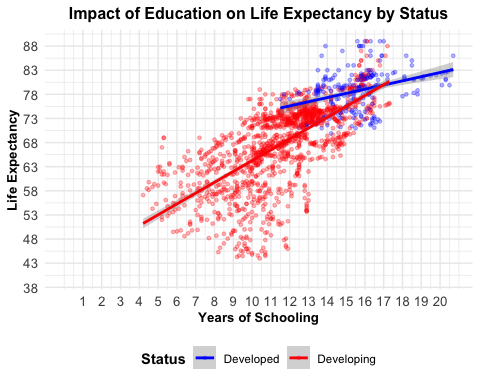 Impact of Education on Life Expectancy by Status
88
83
78
73
68
63
58
53
48
43
38
Life Expectancy
1 2 3 4 5 6 7 8 9 10 11 12 13 14 15 16 17 18 19 20
Years of Schooling
Status Developed Developing